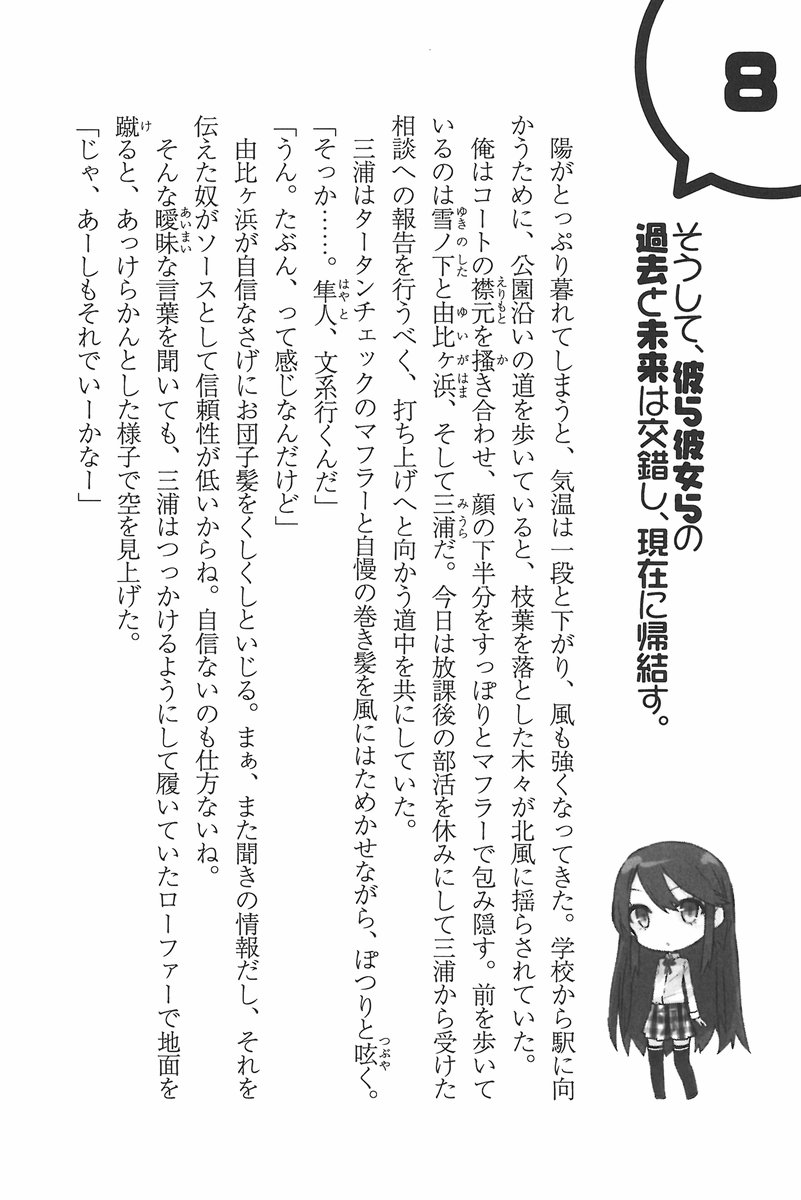 8
そうして、彼ら彼女らの
過去と未来は交錯し、現在に帰結す。
陽がとっぷり暮れてしまうと、気温は一段と下がり、風も強くなってきた。学校から駅に向
かうために、公園沿いの道を歩いていると、枝葉を落とした木々が北風に揺らされていた。
俺はコートの襟元を掻き合わせ、顔の下半分をすっぽりとマフラーで包み隠す。前を歩いて
いるのは雪ノ下と由比ヶ浜、そして三浦だ。今日は放課後の部活を休みにして三浦から受けた
相談への報告を行うべく、打ち上げへと向かう道中を共にしていた。
三浦はタータンチェックのマフラーと自慢の巻き髪を風にはためかせながら、ぽつりと呟く。
「そっか……。隼人、文系行くんだ」
「うん。たぶん、って感じなんだけど」
由比ヶ浜が自信なさげにお団子髪をくしくしといじる。まぁ、また聞きの情報だし、それを
伝えた奴がソースとして信頼性が低いからね。自信ないのも仕方ないね。
そんな曖昧な言葉を聞いても、三浦はつっかけるようにして履いていたローファーで地面を
蹴ると、あっけらかんとした様子で空を見上げた。
「じゃ、あーしもそれでいーかなー」